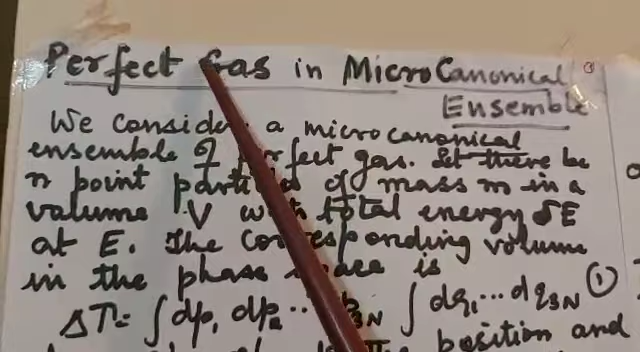 Perfect Gas in MicroCanonical
Ensemble
We consider a microcanonical
ensemble of perfect gas. Let there be
n point particles of mass m in a
volume V with total energy δE
at E. The corresponding volume
in the phase space is
ΔΓ = ∫dp₁ dp₂ ... 3N ∫ dq₁...dq3N ①
position and